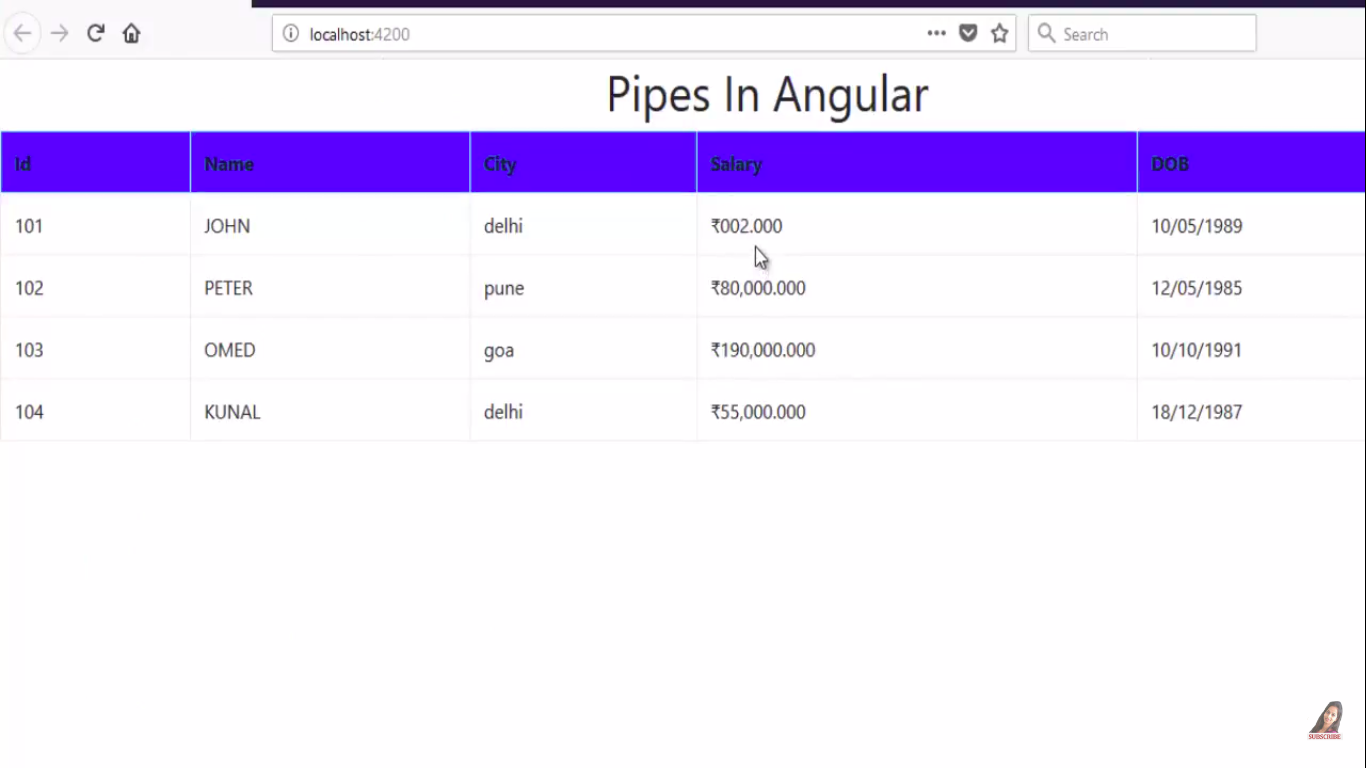 localhost:4200 Search
Pipes In Angular
Id Name City Salary DOB
101 JOHN delhi ₹002.000 10/05/1989
102 PETER pune ₹80,000.000 12/05/1985
103 OMED goa ₹190,000.000 10/10/1991
104 KUNAL delhi ₹55,000.000 18/12/1987
SUBSCRIBE